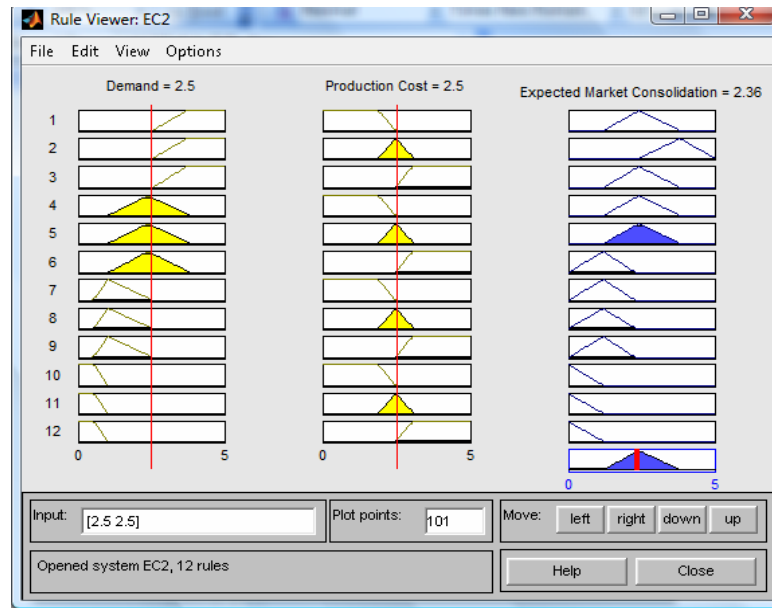 Rule Viewer: EC2
File Edit View Options
Demand = 2.5
Production Cost = 2.5
Expected Market Consolidation = 2.36
1
2
3
4
5
6
7
8
9
10
11
12
0 5
0 5
0 5
Input: [2.5 2.5]
Plot points: 101
Move: left right down up
Opened system EC2, 12 rules
Help Close